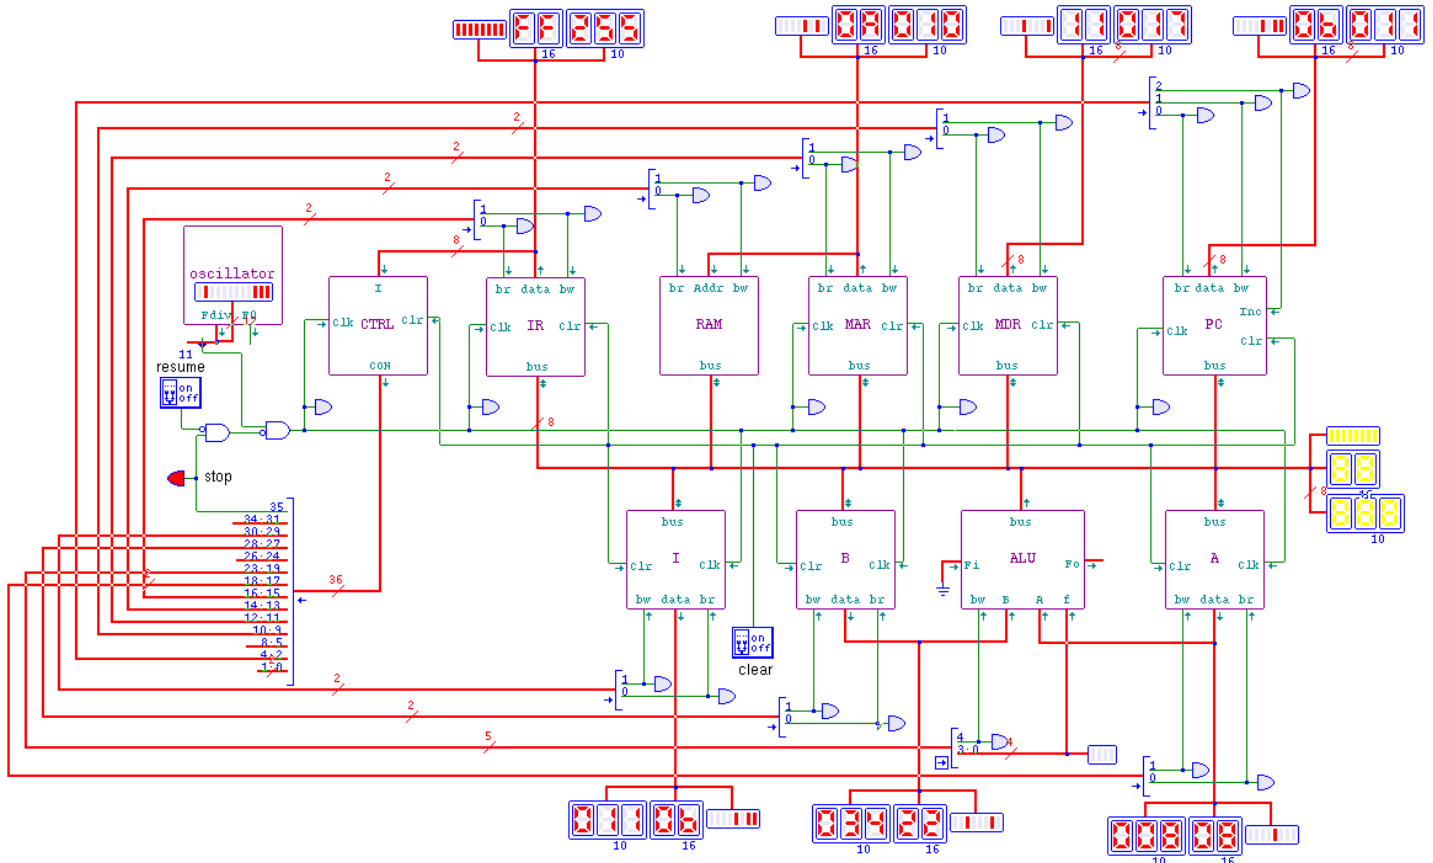 FF 255 0A 010 11 017 0b 011
16 10 16 10 16 8 10 16 8 10
2
1
0
2 1
0
2 1
0
2 1
0
2 1
0
8
oscillator
Fdiv FQ
11
resume
on
off
I
CTRL
Clk Clr
CON
br data bw
IR
Clk Clr
bus
br Addr bw
RAM
bus
br data bw
MAR
Clk Clr
bus
8
br data bw
MDR
Clk Clr
bus
8
br data bw
Inc
PC
Clk Clr
bus
8
stop
8
10
35
34-31
30-29
28-27
26-24
23-19
18-17
16-15
14-13
12-11
10-9
8-5
4-2
1-0
36
2
bus
I
Clr Clk
bw data br
bus
B
Clk
bw data br
bus
ALU
Fi Fo
bw B A f
bus
A
Clr Clk
bw data br
on
off
clear
2 1
0
2 1
0
5 4
3-0
4
1
0
011 0b
10 16
034 22
10 16
008 08
10 16